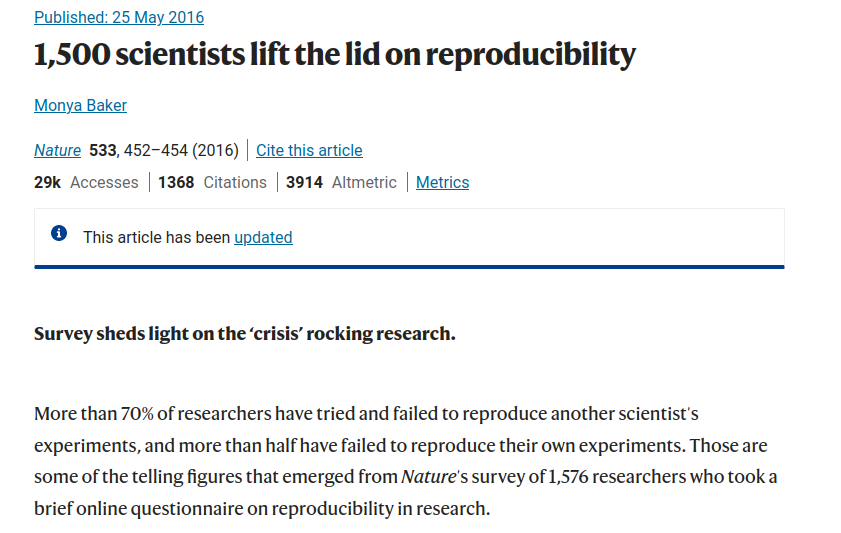 Published: 25 May 2016
1,500 scientists lift the lid on reproducibility
Monya Baker
Nature 533, 452–454 (2016) | Cite this article
29k Accesses | 1368 Citations | 3914 Altmetric | Metrics
This article has been updated
Survey sheds light on the ‘crisis’ rocking research.
More than 70% of researchers have tried and failed to reproduce another scientist's
experiments, and more than half have failed to reproduce their own experiments. Those are
some of the telling figures that emerged from Nature's survey of 1,576 researchers who took a
brief online questionnaire on reproducibility in research.